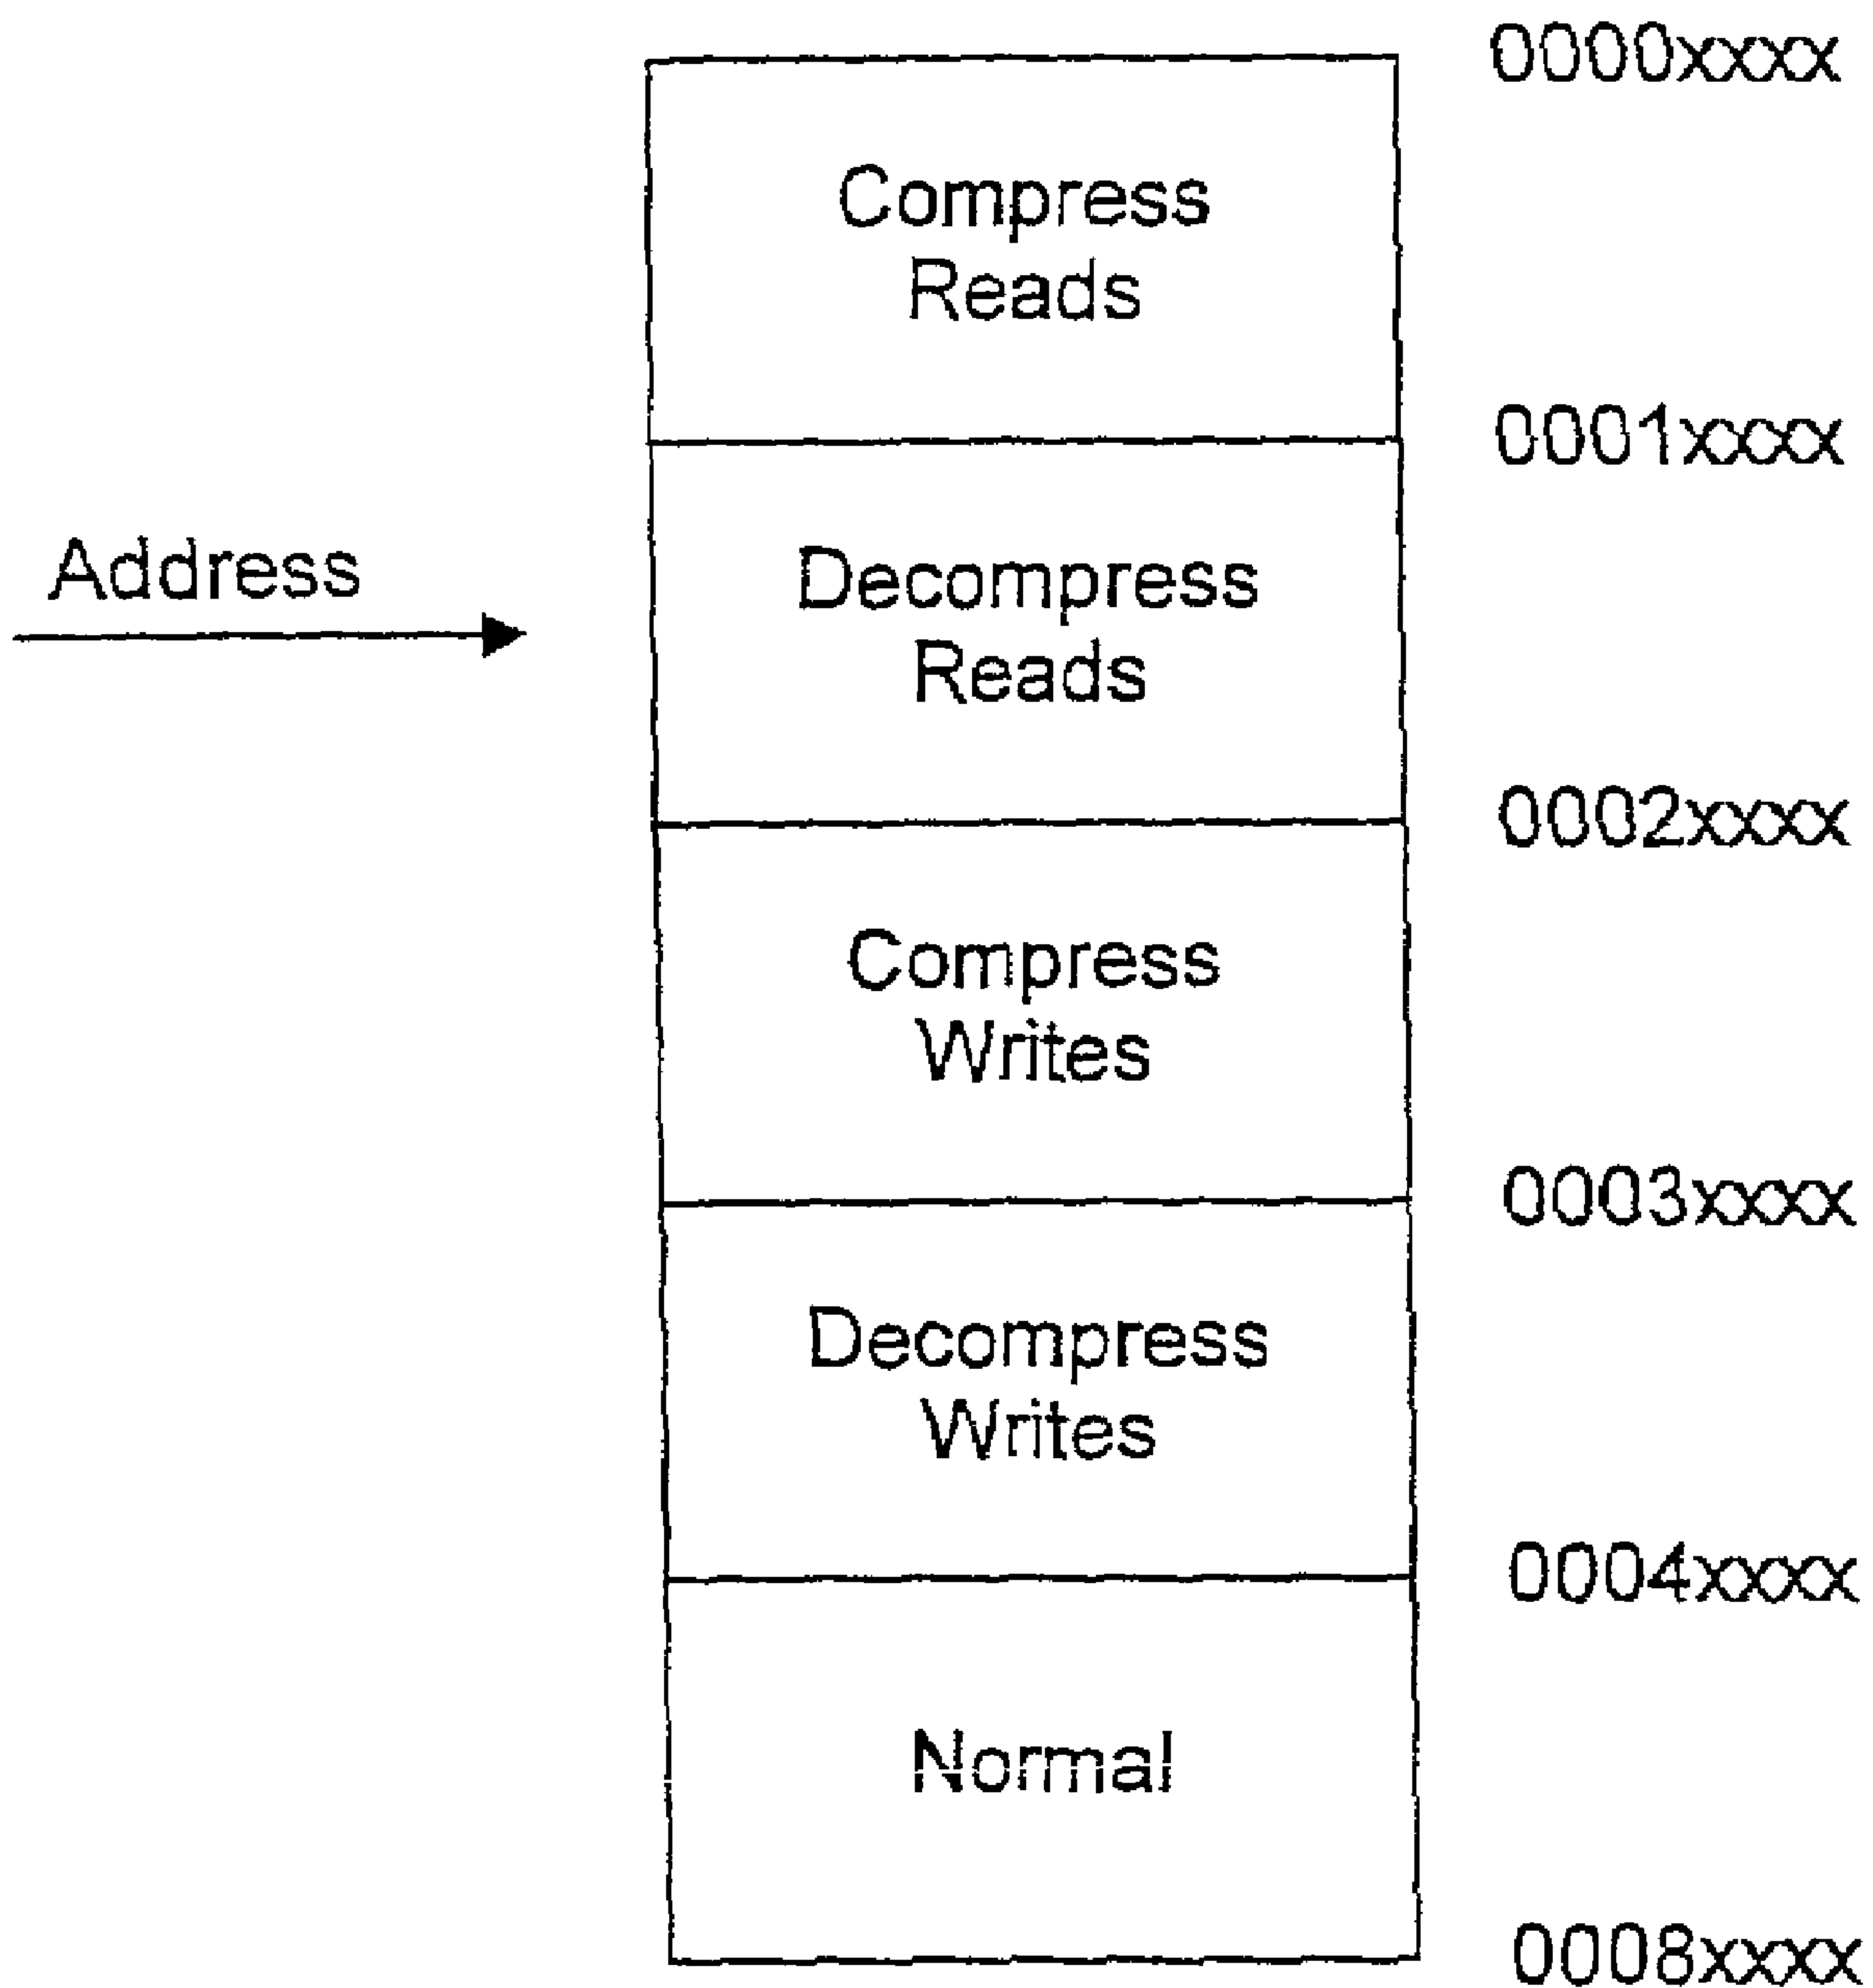 0000xxxx
Compress
Reads
0001xxxx
Address
Decompress
Reads
0002xxxx
Compress
Writes
0003xxxx
Decompress
Writes
0004xxxx
Normal
0008xxxx